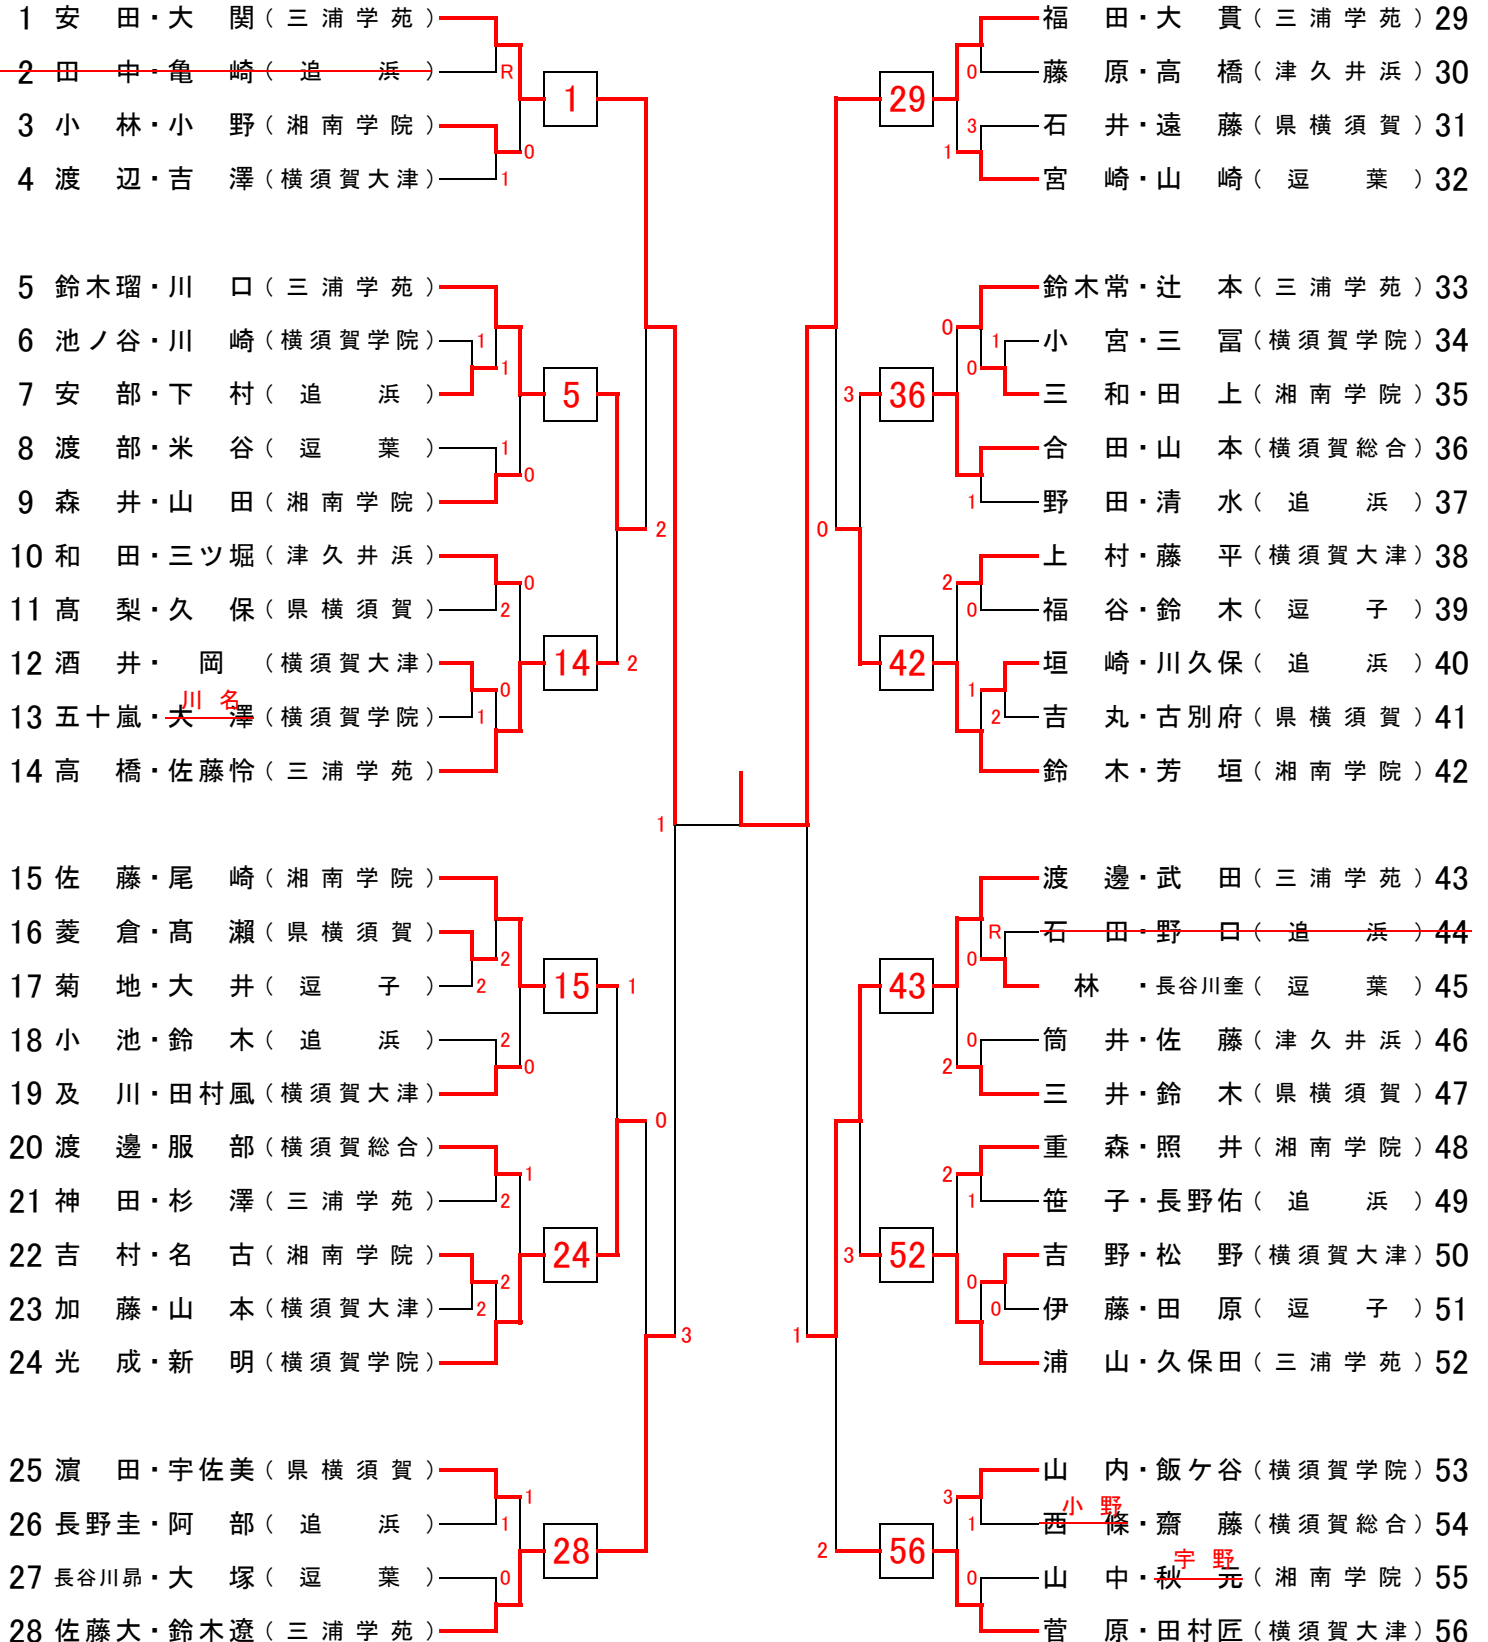 1 安 田・大 関 (三浦学苑)
2 田 中・亀 崎 (追 浜)
R
1
3 小 林・小 野 (湘南学院)
0
4 渡 辺・吉 澤 (横須賀大津)
1
5 鈴木瑠・川 口 (三浦学苑)
6 池ノ谷・川 崎 (横須賀学院)
1
1
7 安 部・下 村 (追 浜)
5
8 渡 部・米 谷 (逗 葉)
1
0
9 森 井・山 田 (湘南学院)
2
10 和 田・三ツ堀 (津久井浜)
0
11 髙 梨・久 保 (県横須賀)
2
12 酒 井・ 岡 (横須賀大津)
14
2
川 名
0
13 五十嵐・大 澤 (横須賀学院)
1
14 高 橋・佐藤怜 (三浦学苑)
1
15 佐 藤・尾 崎 (湘南学院)
16 菱 倉・髙 瀬 (県横須賀)
2
17 菊 地・大 井 (逗 子)
2
15
1
18 小 池・鈴 木 (追 浜)
2
0
19 及 川・田村風 (横須賀大津)
0
20 渡 邊・服 部 (横須賀総合)
1
21 神 田・杉 澤 (三浦学苑)
2
22 吉 村・名 古 (湘南学院)
24
2
23 加 藤・山 本 (横須賀大津)
2
3
24 光 成・新 明 (横須賀学院)
25 濵 田・宇佐美 (県横須賀)
1
26 長野圭・阿 部 (追 浜)
1
28
27 長谷川昴・大 塚 (逗 葉)
0
28 佐藤大・鈴木遼 (三浦学苑)
福 田・大 貫 (三浦学苑) 29
0
藤 原・高 橋 (津久井浜) 30
29
3
石 井・遠 藤 (県横須賀) 31
1
宮 崎・山 崎 (逗 葉) 32
鈴木常・辻 本 (三浦学苑) 33
0
1
小 宮・三 冨 (横須賀学院) 34
0
三 和・田 上 (湘南学院) 35
3
36
合 田・山 本 (横須賀総合) 36
1
野 田・清 水 (追 浜) 37
0
上 村・藤 平 (横須賀大津) 38
2
0
福 谷・鈴 木 (逗 子) 39
42
垣 崎・川久保 (追 浜) 40
1
2
吉 丸・古別府 (県横須賀) 41
鈴 木・芳 垣 (湘南学院) 42
渡 邊・武 田 (三浦学苑) 43
R
石 田・野 口 (追 浜) 44
0
43
林 ・長谷川奎 (逗 葉) 45
0
筒 井・佐 藤 (津久井浜) 46
2
三 井・鈴 木 (県横須賀) 47
重 森・照 井 (湘南学院) 48
2
1
笹 子・長野佑 (追 浜) 49
3
52
吉 野・松 野 (横須賀大津) 50
0
0
伊 藤・田 原 (逗 子) 51
1
浦 山・久保田 (三浦学苑) 52
山 内・飯ケ谷 (横須賀学院) 53
3
小 野
1
西 條・齋 藤 (横須賀総合) 54
2
56
宇 野
0
山 中・秋 元 (湘南学院) 55
菅 原・田村匠 (横須賀大津) 56